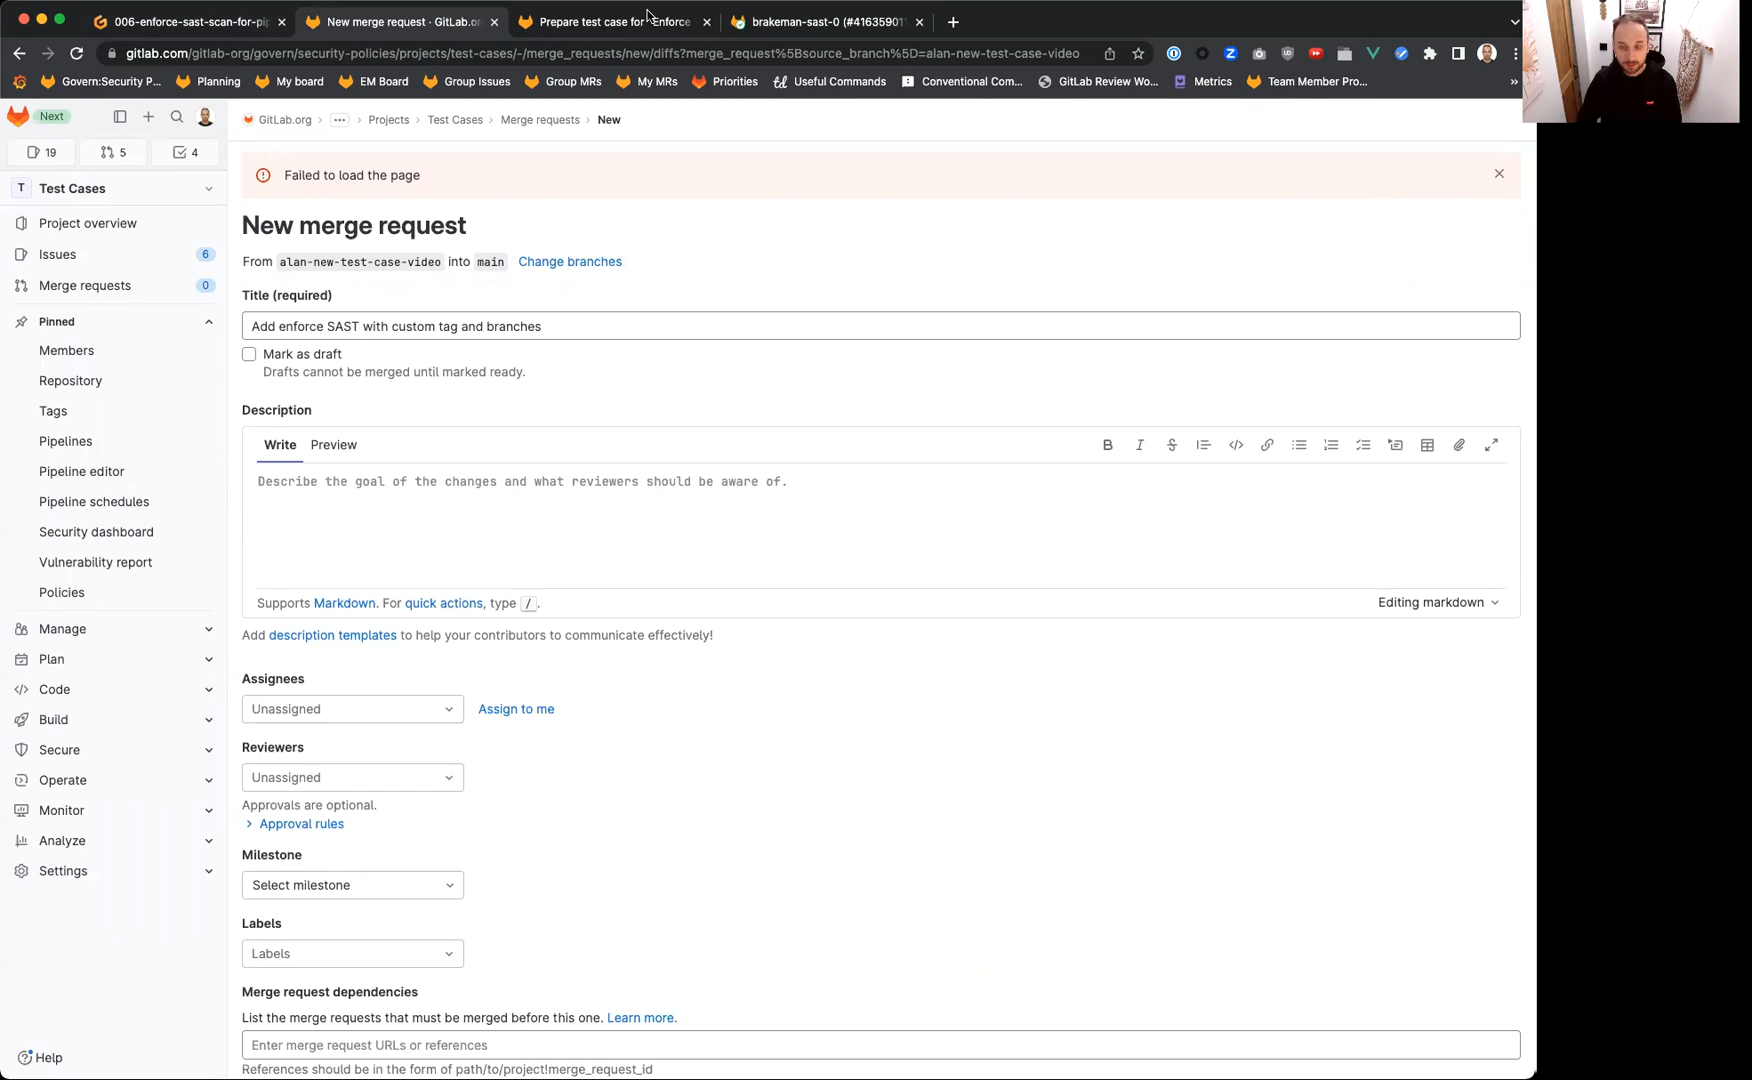 006-enforce-sast-scan-for-pip
New merge request · GitLab.or
Prepare test case for "Enforce
brakeman-sast-0 (#41635901
gitlab.com/gitlab-org/govern/security-policies/projects/test-cases/-/merge_requests/new/diffs?merge_request%5Bsource_branch%5D=alan-new-test-case-video
Govern:Security P... Planning My board EM Board Group Issues Group MRs My MRs Priorities Useful Commands Conventional Com... GitLab Review Wo... Metrics Team Member Pro... »
Next
19 5 4
T Test Cases
Project overview
Issues 6
Merge requests 0
Pinned
Members
Repository
Tags
Pipelines
Pipeline editor
Pipeline schedules
Security dashboard
Vulnerability report
Policies
Manage
Plan
Code
Build
Secure
Operate
Monitor
Analyze
Settings
Help
GitLab.org › ... › Projects › Test Cases › Merge requests › New
Failed to load the page
New merge request
From alan-new-test-case-video into main Change branches
Title (required)
Add enforce SAST with custom tag and branches
Mark as draft
Drafts cannot be merged until marked ready.
Description
Write Preview
Describe the goal of the changes and what reviewers should be aware of.
Supports Markdown. For quick actions, type /.
Editing markdown
Add description templates to help your contributors to communicate effectively!
Assignees
Unassigned
Assign to me
Reviewers
Unassigned
Approvals are optional.
Approval rules
Milestone
Select milestone
Labels
Labels
Merge request dependencies
List the merge requests that must be merged before this one. Learn more.
Enter merge request URLs or references
References should be in the form of path/to/project!merge_request_id